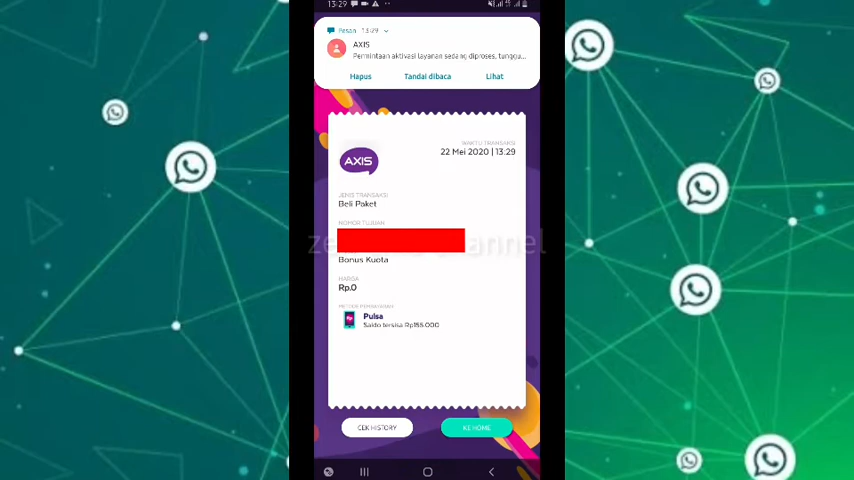 13:29
Pesan 13:29
AXIS
Permintaan aktivasi layanan sedang diproses, tunggu...
Hapus Tandai dibaca Lihat
AXIS
WAKTU TRANSAKSI
22 Mei 2020 | 13:29
JENIS TRANSAKSI
Beli Paket
NOMOR TUJUAN
Bonus Kuota
HARGA
Rp.0
Pulsa
Saldo tersisa Rp155.000
CEK HISTORY KE HOME